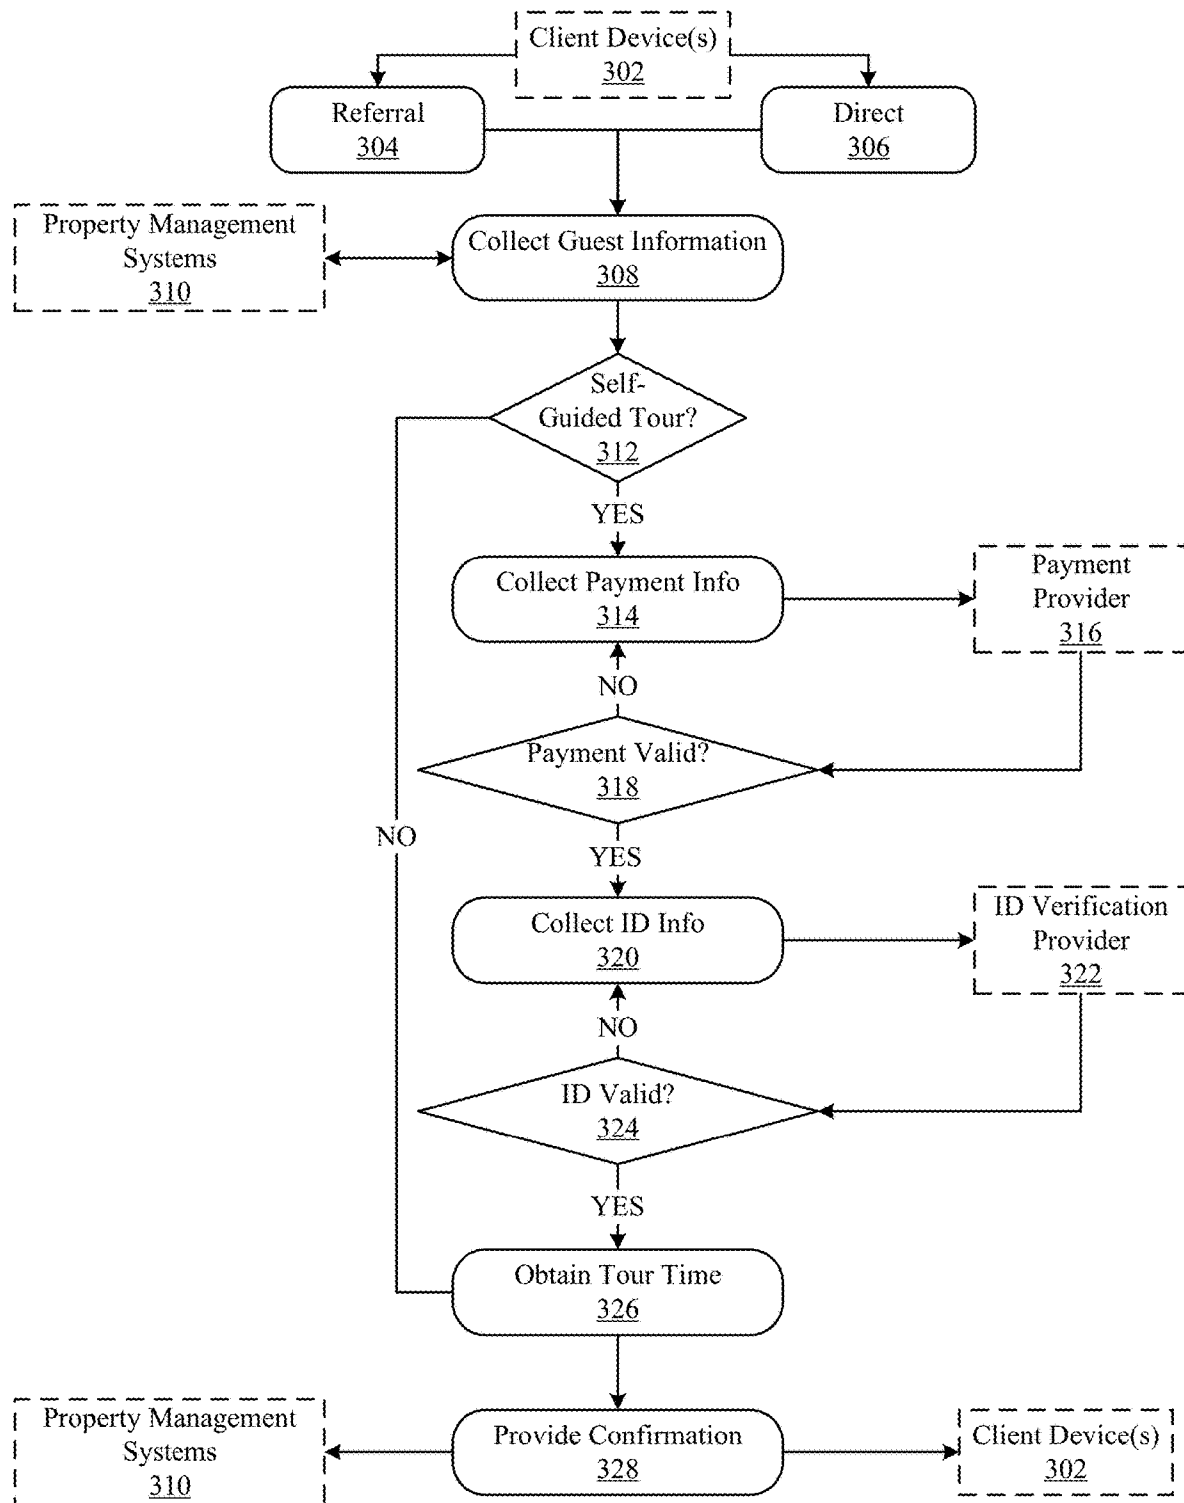 Client Device(s)
302
Referral
304
Direct
306
Property Management
Systems
310
Collect Guest Information
308
Self-
Guided Tour?
312
YES
Collect Payment Info
314
Payment
Provider
316
NO
Payment Valid?
318
NO
YES
Collect ID Info
320
ID Verification
Provider
322
NO
ID Valid?
324
YES
Obtain Tour Time
326
Property Management
Systems
310
Provide Confirmation
328
Client Device(s)
302